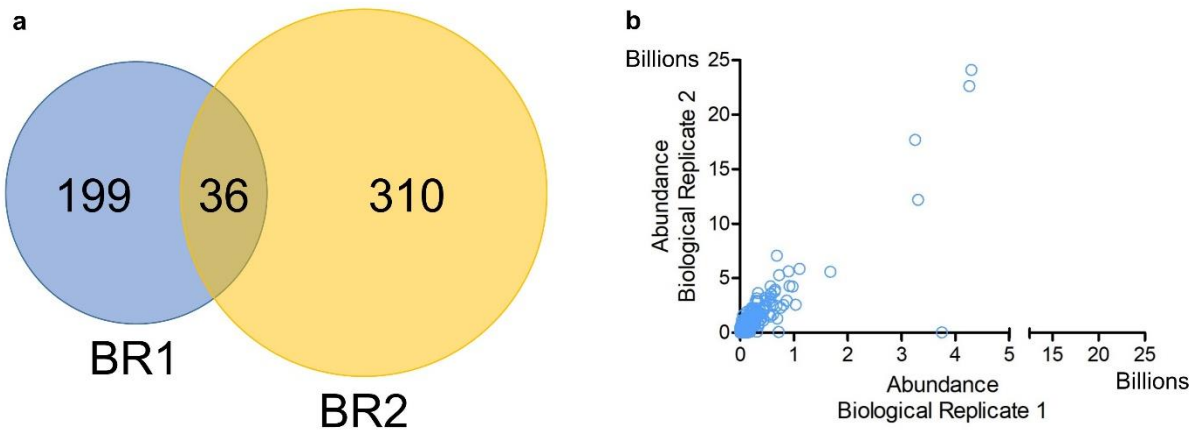 a
199
36
310
BR1
BR2
b
Billions
25
20
15
10
5
0
Abundance
Biological Replicate 2
0 1 2 3 4 5 15 20 25
Abundance
Biological Replicate 1
Billions